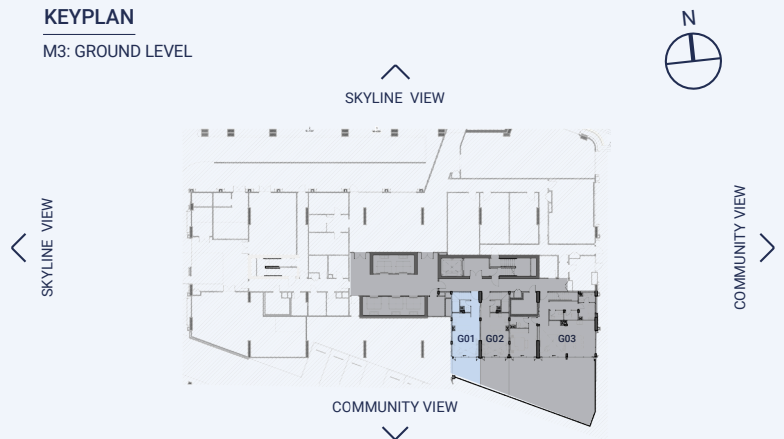 KEYPLAN
M3: GROUND LEVEL
N
SKYLINE VIEW
SKYLINE VIEW
COMMUNITY VIEW
G01 G02 G03
COMMUNITY VIEW